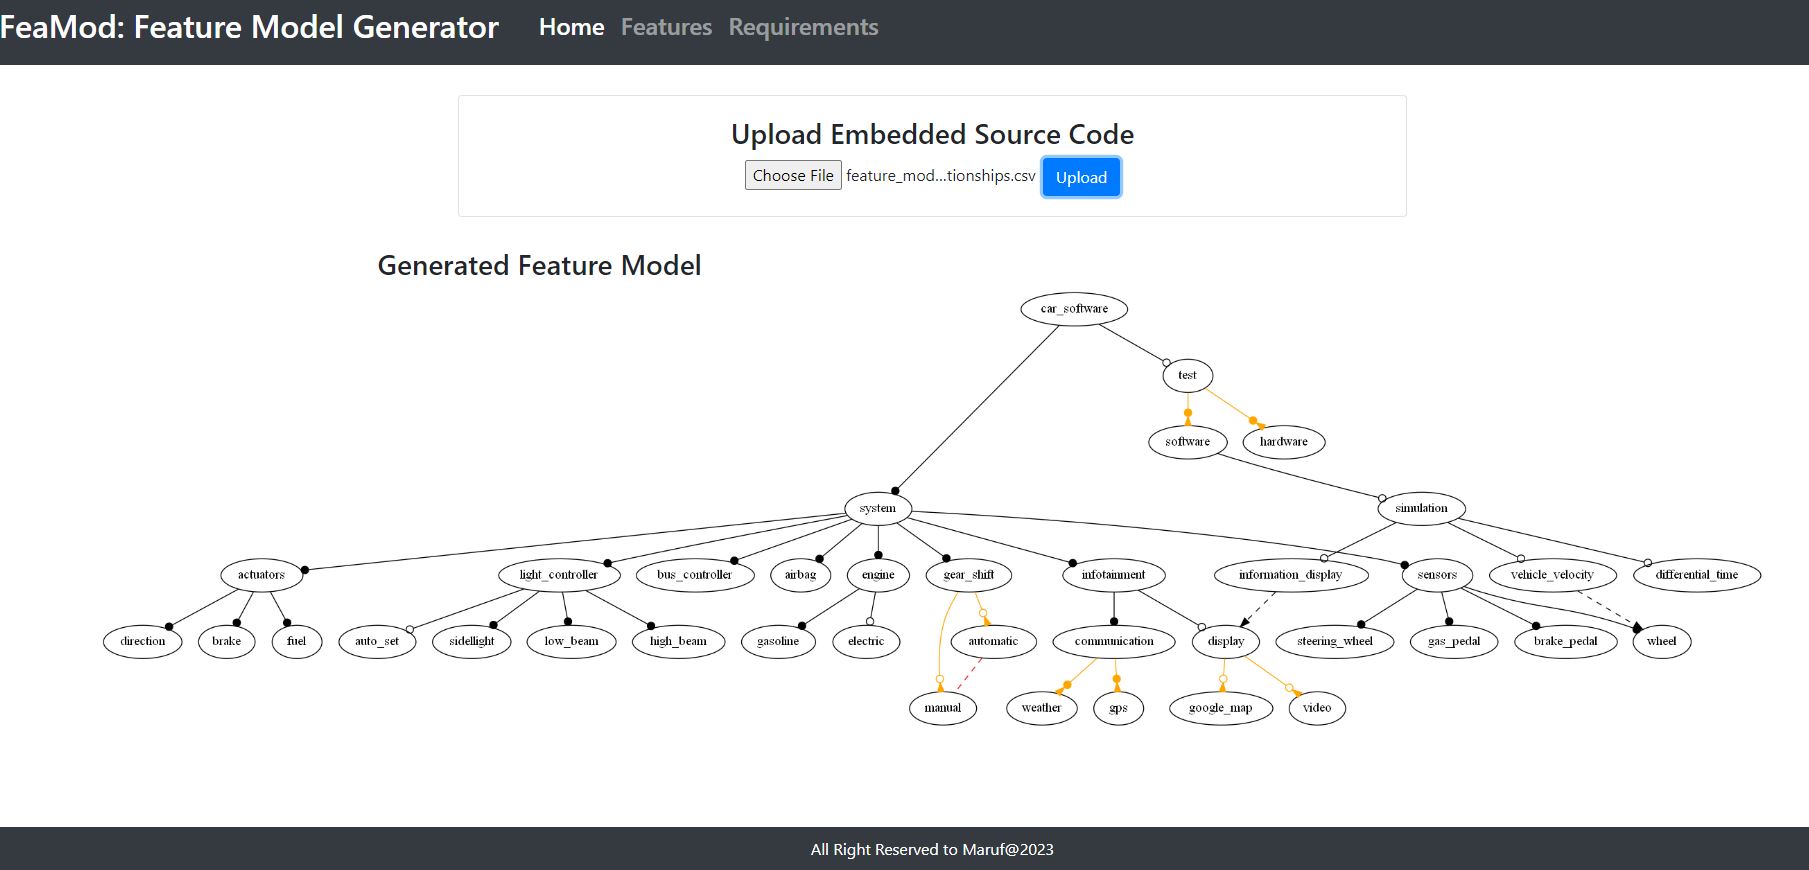 FeaMod: Feature Model Generator Home Features Requirements
Upload Embedded Source Code
Choose File feature_mod...tionships.csv Upload
Generated Feature Model
car_software
test
software hardware
system simulation
actuators light_controller bus_controller airbag engine gear_shift infotainment information_display sensors vehicle_velocity differential_time
direction brake fuel auto_set sidellight low_beam high_beam gasoline electric automatic communication display steering_wheel gas_pedal brake_pedal wheel
manual weather gps google_map video
All Right Reserved to Maruf@2023